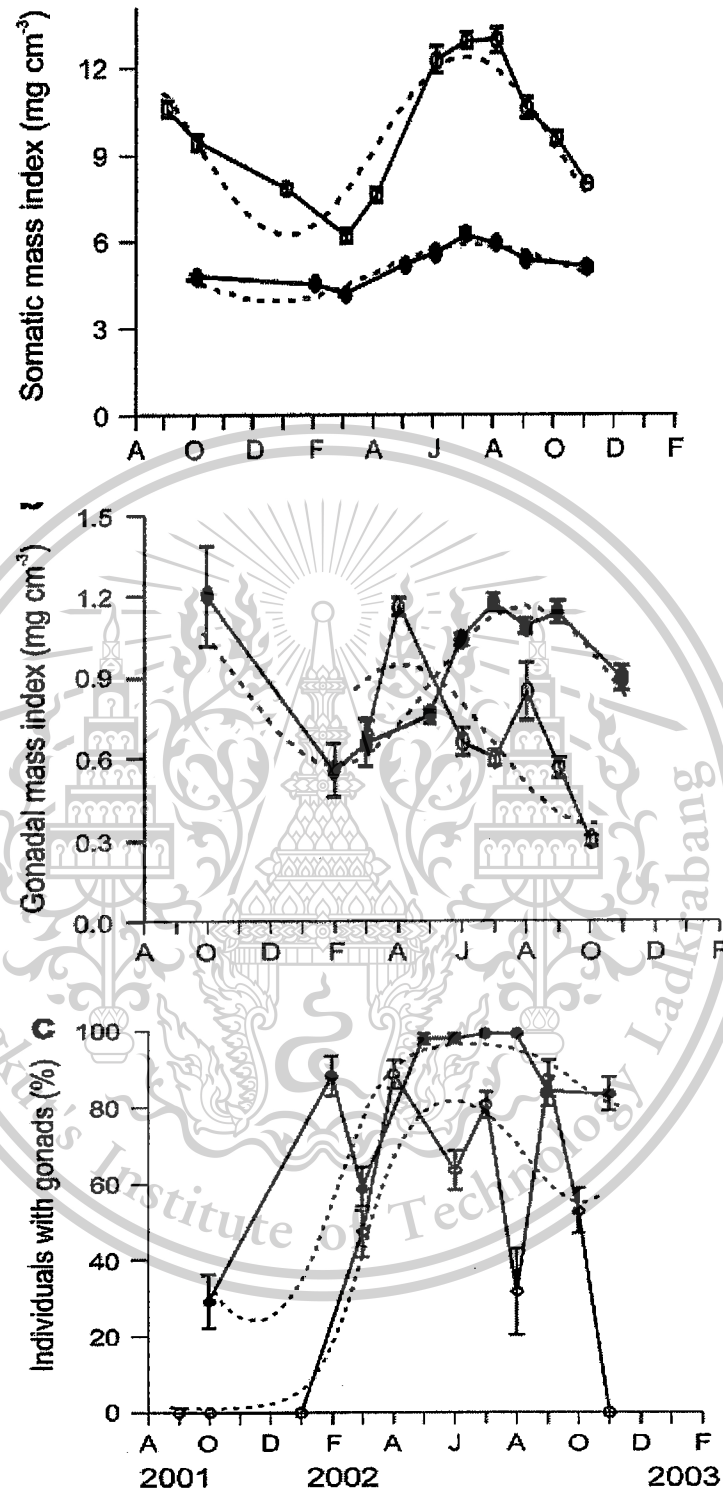 Somatic mass index (mg cm⁻³)
12
9
6
3
0
A O D F A J A O D F
Gonadal mass index (mg cm⁻³)
1.5
1.2
0.9
0.6
0.3
0.0
A O D F A J A O D F
C
Individuals with gonads (%)
100
80
60
40
20
0
A O D F A J A O D F
2001 2002 2003
Institute of Technology Ladkrabang